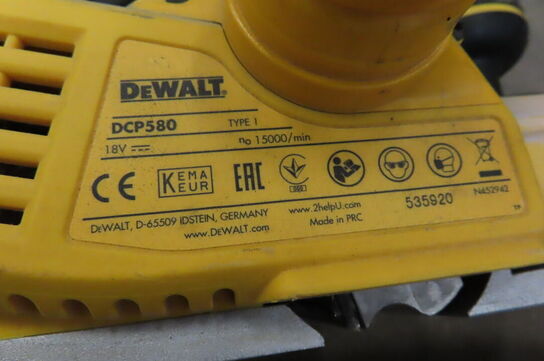 DEWALT
DCP580 TYPE 1
18V n₀ 15000/min
CE KEMA KEUR EAC
DEWALT, D-65509 IDSTEIN, GERMANY
www.DEWALT.com
www.2helpU.com
Made in PRC
535920
N452942